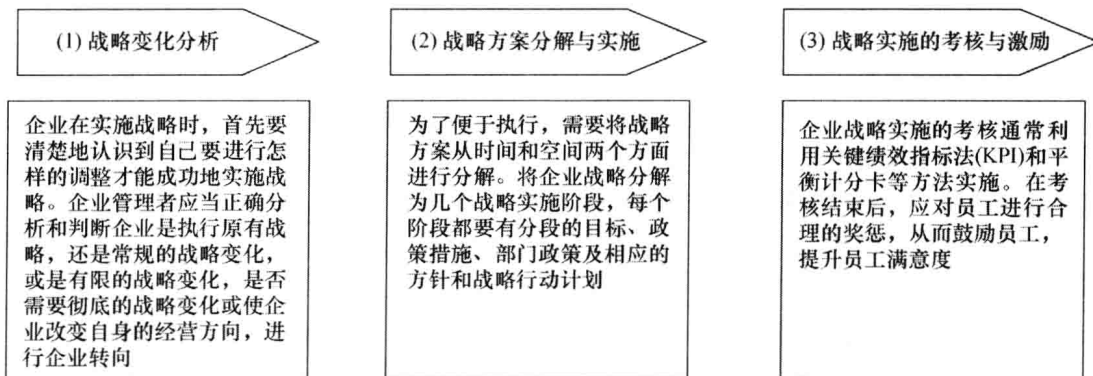 (1) 战略变化分析
(2) 战略方案分解与实施
(3) 战略实施的考核与激励
企业在实施战略时，首先要
清楚地认识到自己要进行怎
样的调整才能成功地实施战
略。企业管理者应当正确分
析和判断企业是执行原有战
略，还是常规的战略变化，
或是有限的战略变化，是否
需要彻底的战略变化或使企
业改变自身的经营方向，进
行企业转向
为了便于执行，需要将战略
方案从时间和空间两个方面
进行分解。将企业战略分解
为几个战略实施阶段，每个
阶段都要有分段的目标、政
策措施、部门政策及相应的
方针和战略行动计划
企业战略实施的考核通常利
用关键绩效指标法(KPI)和平
衡计分卡等方法实施。在考
核结束后，应对员工进行合
理的奖惩，从而鼓励员工，
提升员工满意度